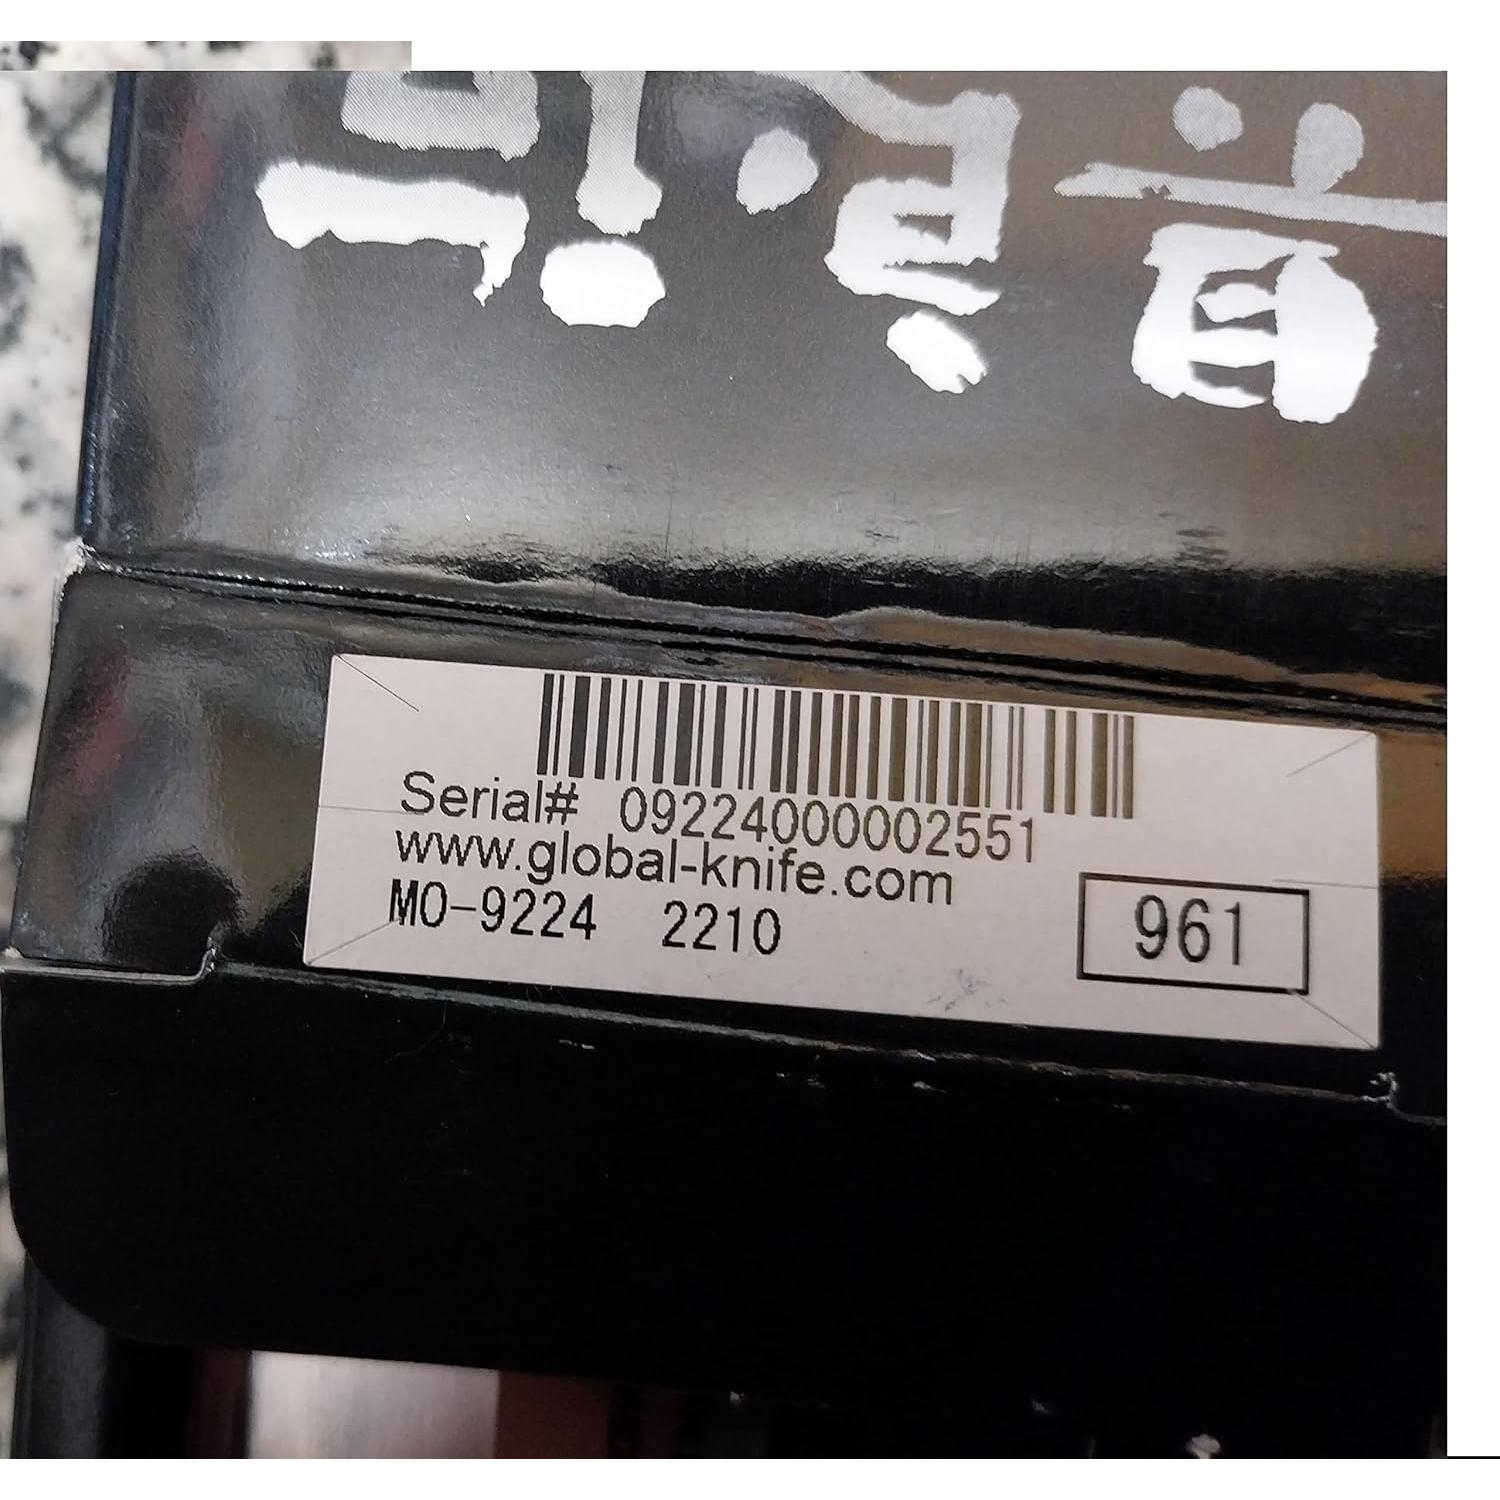 Serial# 09224000002551
www.global-knife.com
MO-9224 2210
961